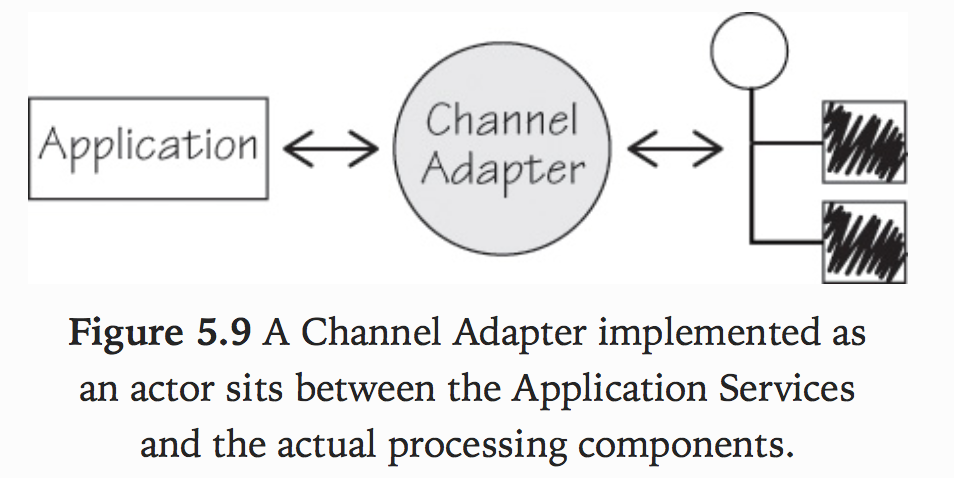 Application
Channel
Adapter
Figure 5.9 A Channel Adapter implemented as
an actor sits between the Application Services
and the actual processing components.